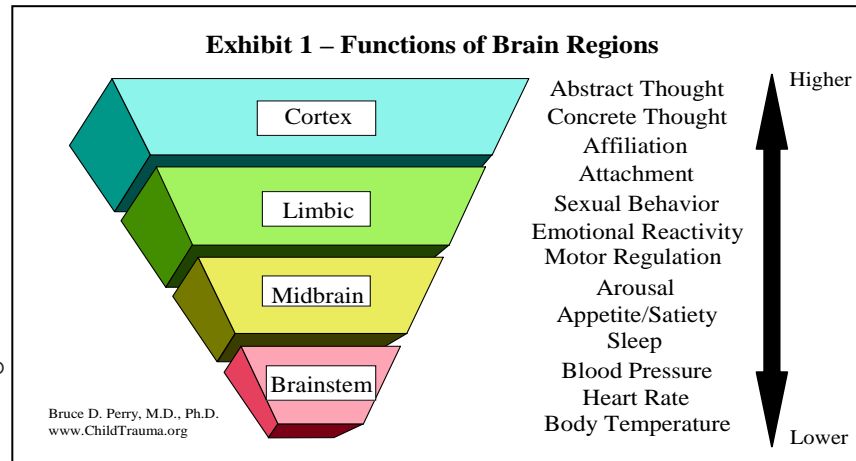 Exhibit 1 – Functions of Brain Regions
Cortex
Limbic
Midbrain
Brainstem
Abstract Thought
Concrete Thought
Affiliation
Attachment
Sexual Behavior
Emotional Reactivity
Motor Regulation
Arousal
Appetite/Satiety
Sleep
Blood Pressure
Heart Rate
Body Temperature
Higher
Lower
Bruce D. Perry, M.D., Ph.D.
www.ChildTrauma.org